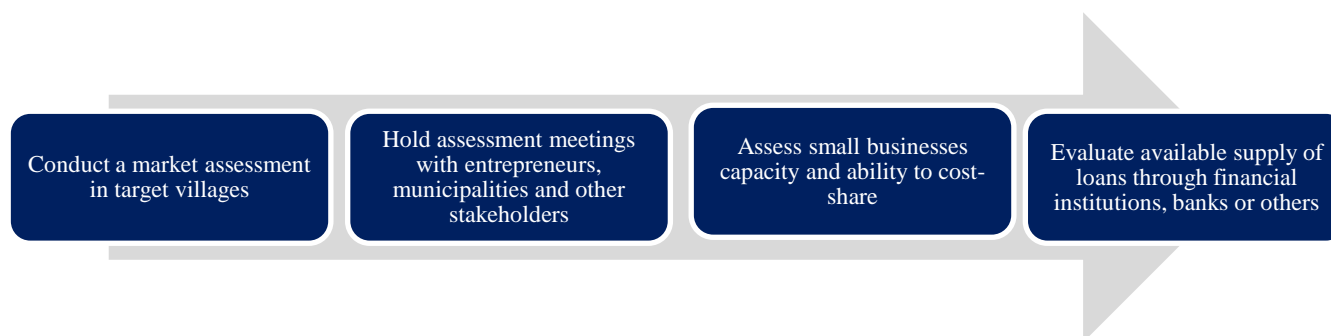 Conduct a market assessment
in target villages
Hold assessment meetings
with entrepreneurs,
municipalities and other
stakeholders
Assess small businesses
capacity and ability to cost-
share
Evaluate available supply of
loans through financial
institutions, banks or others